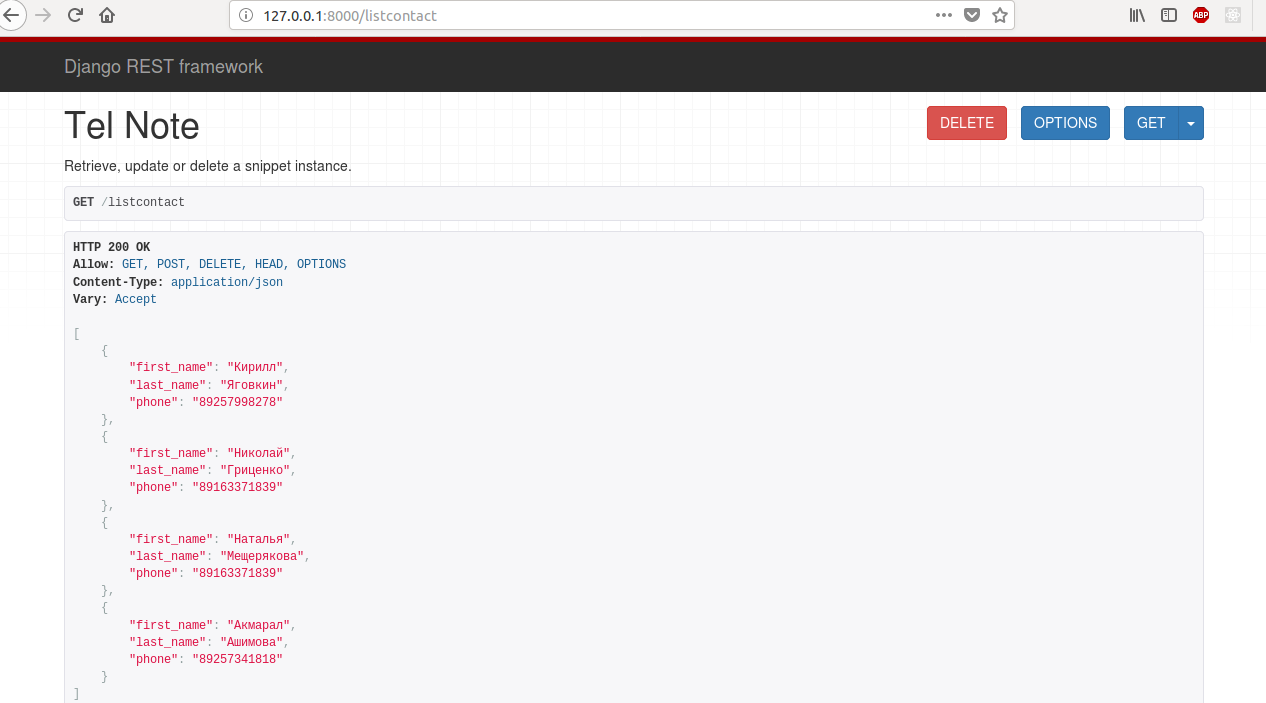 127.0.0.1:8000/listcontact
ABP
Django REST framework
Tel Note
DELETE
OPTIONS
GET
Retrieve, update or delete a snippet instance.
GET /listcontact
HTTP 200 OK
Allow: GET, POST, DELETE, HEAD, OPTIONS
Content-Type: application/json
Vary: Accept
[
    {
        "first_name": "Кирилл",
        "last_name": "Яговкин",
        "phone": "89257998278"
    },
    {
        "first_name": "Николай",
        "last_name": "Гриценко",
        "phone": "89163371839"
    },
    {
        "first_name": "Наталья",
        "last_name": "Мещерякова",
        "phone": "89163371839"
    },
    {
        "first_name": "Акмарал",
        "last_name": "Ашимова",
        "phone": "89257341818"
    }
]